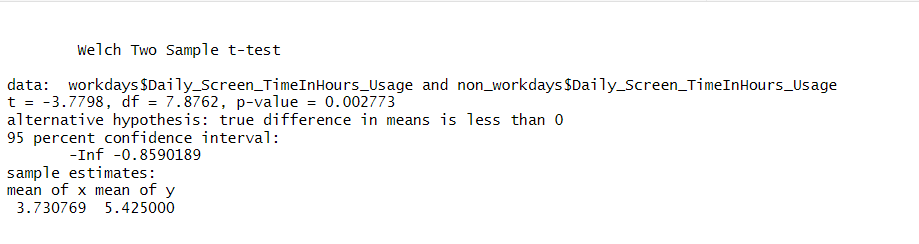 Welch Two Sample t-test
data:  workdays$Daily_Screen_TimeInHours_Usage and non_workdays$Daily_Screen_TimeInHours_Usage
t = -3.7798, df = 7.8762, p-value = 0.002773
alternative hypothesis: true difference in means is less than 0
95 percent confidence interval:
-Inf -0.8590189
sample estimates:
mean of x mean of y
3.730769  5.425000